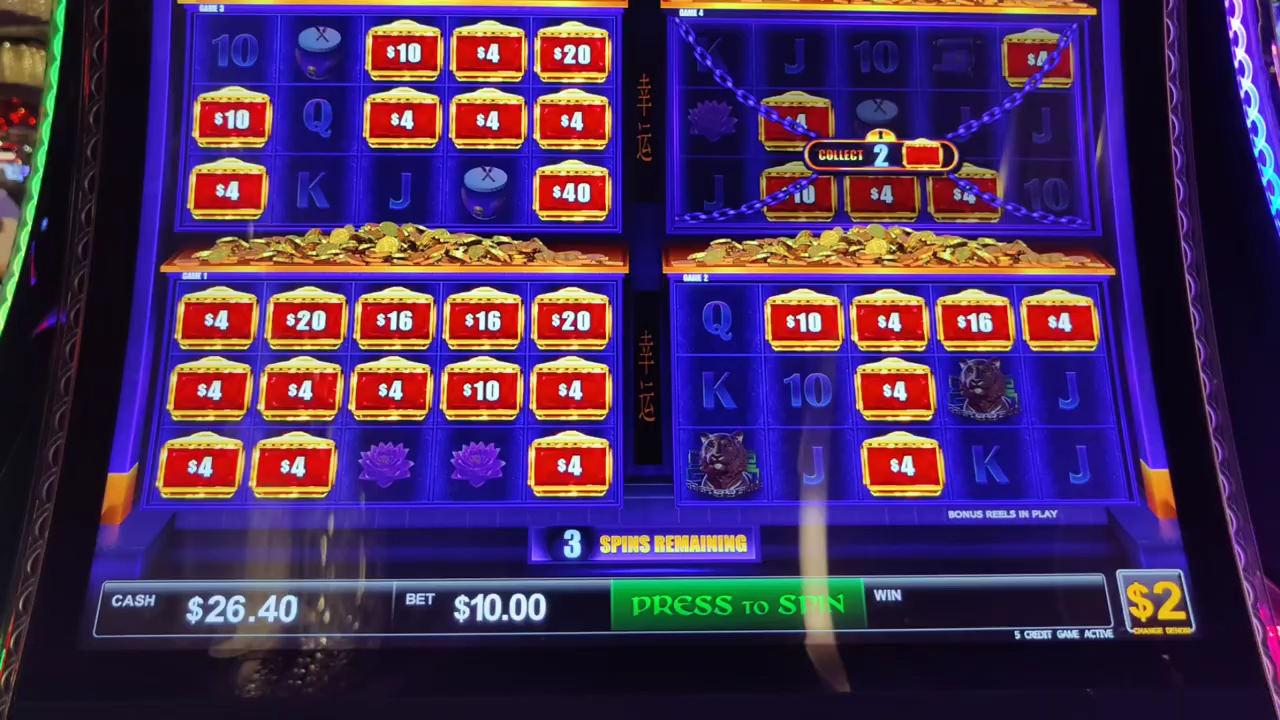 GAME 3
10 X $10 $4 $20
$10 Q $4 $4 $4
$4 K J X $40
GAME 4
K J 10 $4
$4 X J J
COLLECT 2
J $10 $4 $4 10
幸运
GAME 1
$4 $20 $16 $16 $20
$4 $4 $4 $10 $4
$4 $4 $4
幸运
GAME 2
Q $10 $4 $16 $4
K 10 $4 J
J $4 K J
BONUS REELS IN PLAY
3 SPINS REMAINING
CASH $26.40 BET $10.00 PRESS TO SPIN WIN
$2
CHANGE DENOM
5 CREDIT GAME ACTIVE